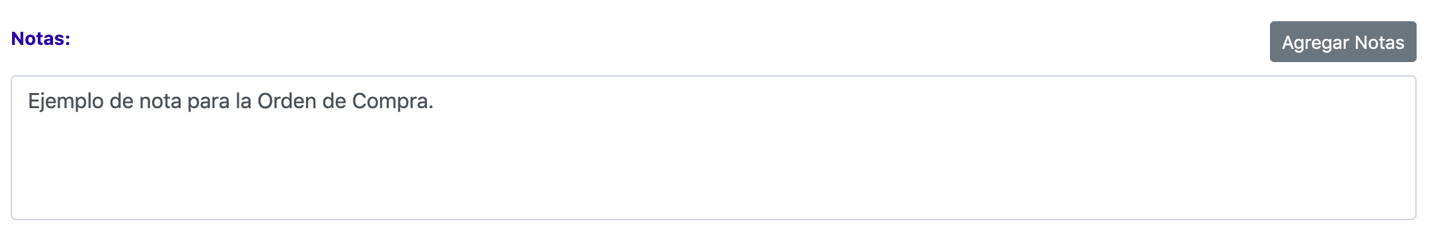 Notas:
Agregar Notas
Ejemplo de nota para la Orden de Compra.